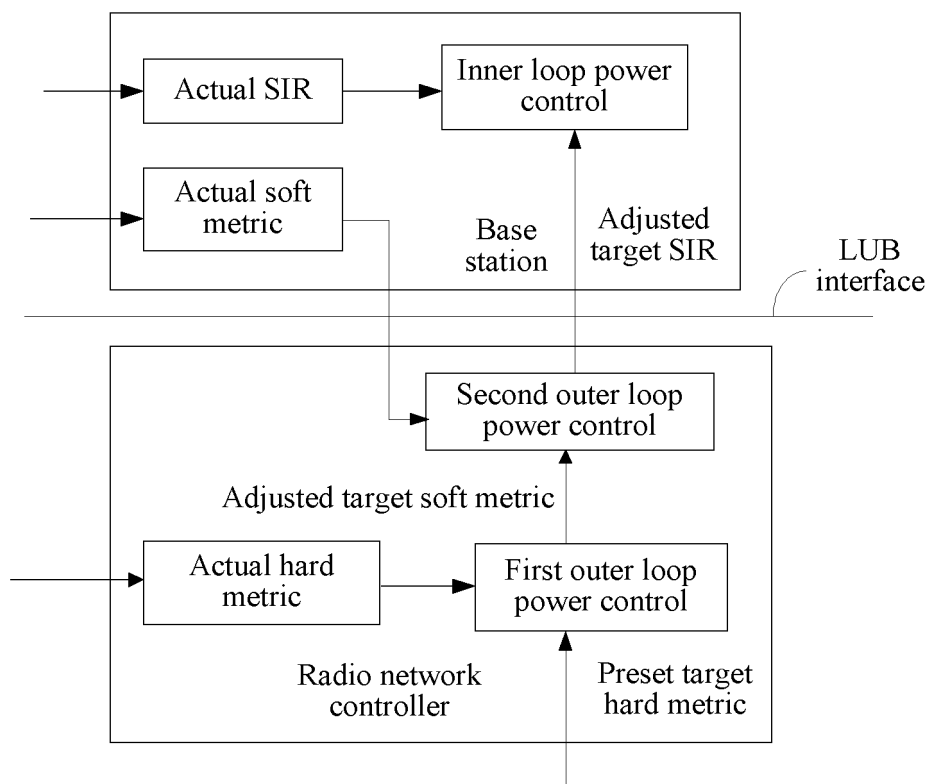 Actual SIR
Inner loop power
control
Actual soft
metric
Base
station
Adjusted
target SIR
LUB
interface
Second outer loop
power control
Adjusted target soft metric
Actual hard
metric
First outer loop
power control
Radio network
controller
Preset target
hard metric